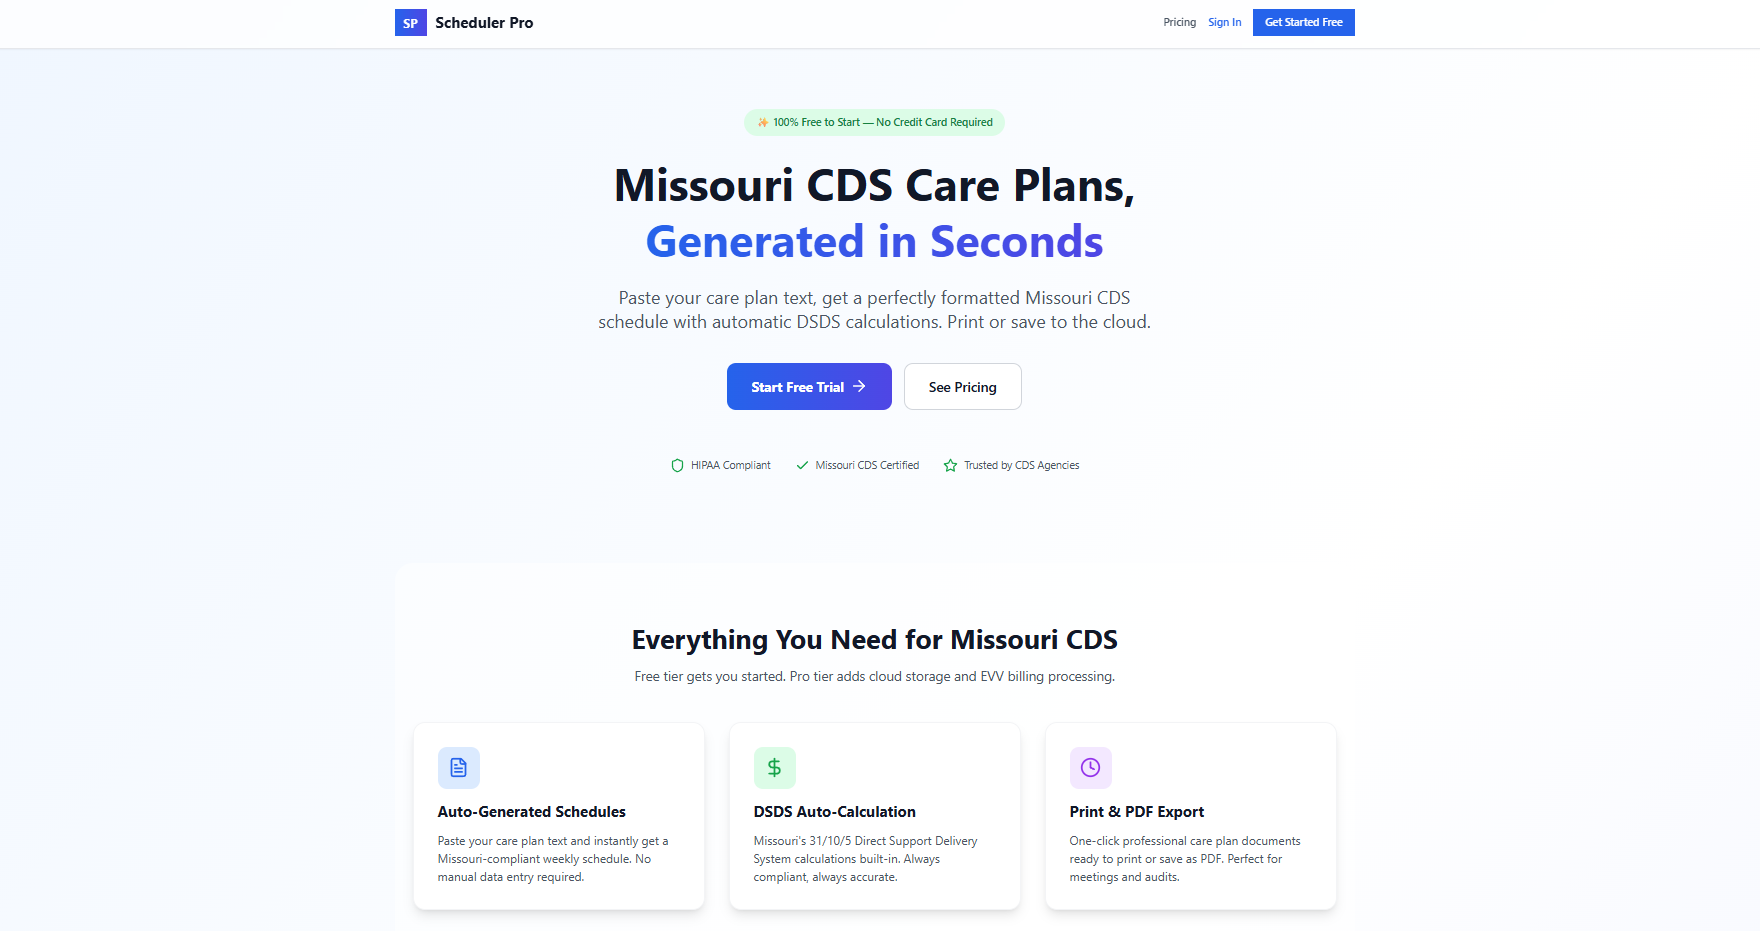 SP Scheduler Pro
Pricing Sign In Get Started Free
✨ 100% Free to Start — No Credit Card Required
Missouri CDS Care Plans,
Generated in Seconds
Paste your care plan text, get a perfectly formatted Missouri CDS
schedule with automatic DSDS calculations. Print or save to the cloud.
Start Free Trial →
See Pricing
HIPAA Compliant
Missouri CDS Certified
Trusted by CDS Agencies
Everything You Need for Missouri CDS
Free tier gets you started. Pro tier adds cloud storage and EVV billing processing.
Auto-Generated Schedules
Paste your care plan text and instantly get a
Missouri-compliant weekly schedule. No
manual data entry required.
DSDS Auto-Calculation
Missouri's 31/10/5 Direct Support Delivery
System calculations built-in. Always
compliant, always accurate.
Print & PDF Export
One-click professional care plan documents
ready to print or save as PDF. Perfect for
meetings and audits.